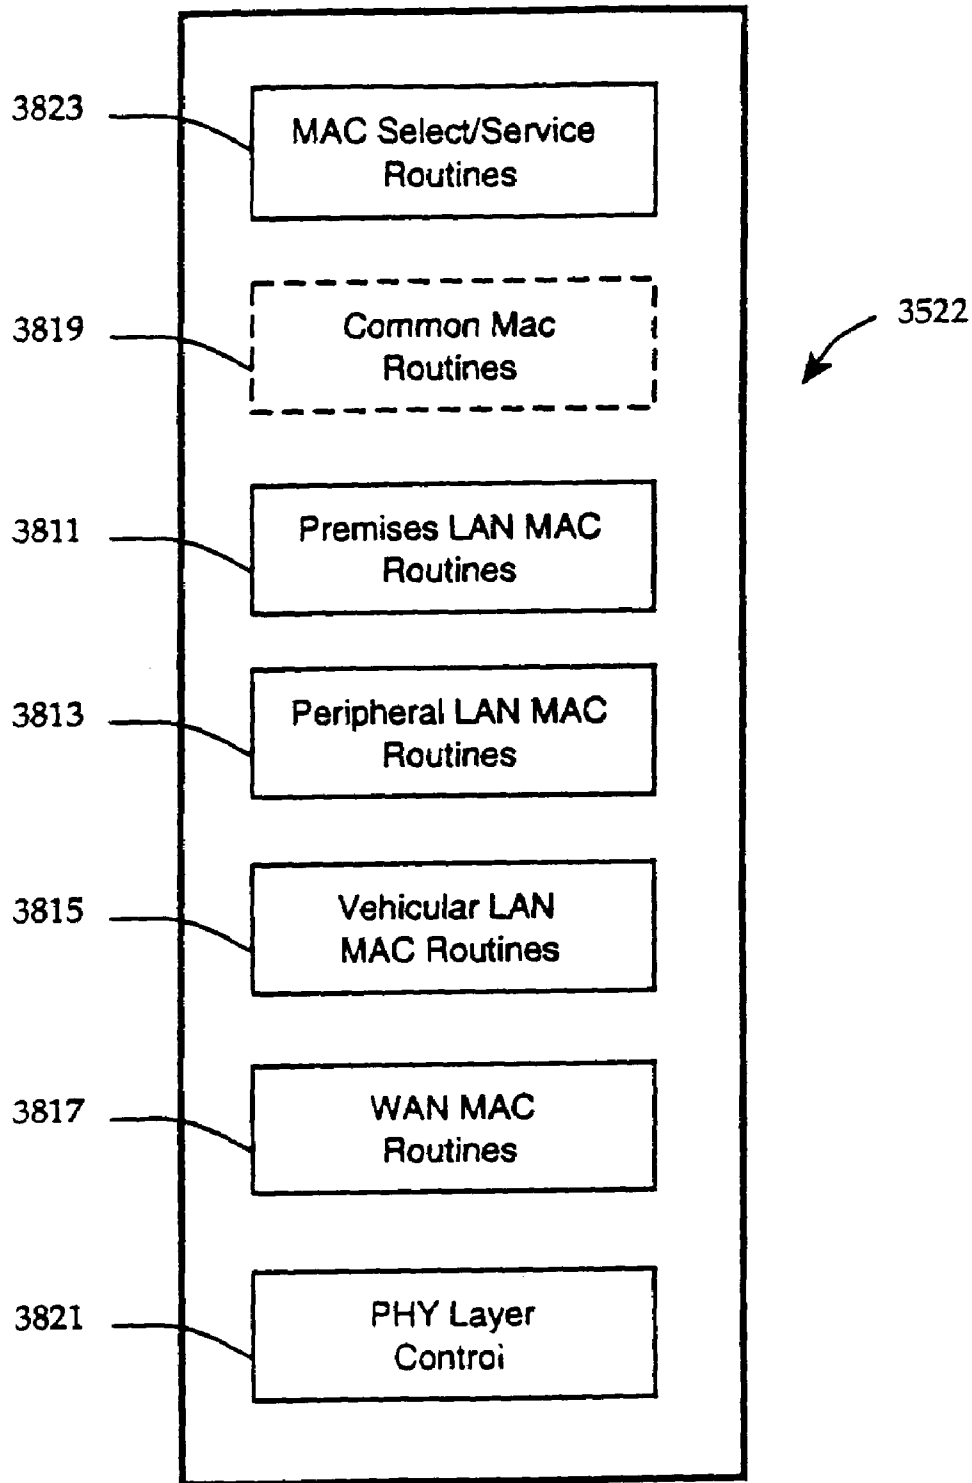 3823
MAC Select/Service
Routines
3819
Common Mac
Routines
3522
3811
Premises LAN MAC
Routines
3813
Peripheral LAN MAC
Routines
3815
Vehicular LAN
MAC Routines
3817
WAN MAC
Routines
3821
PHY Layer
Control